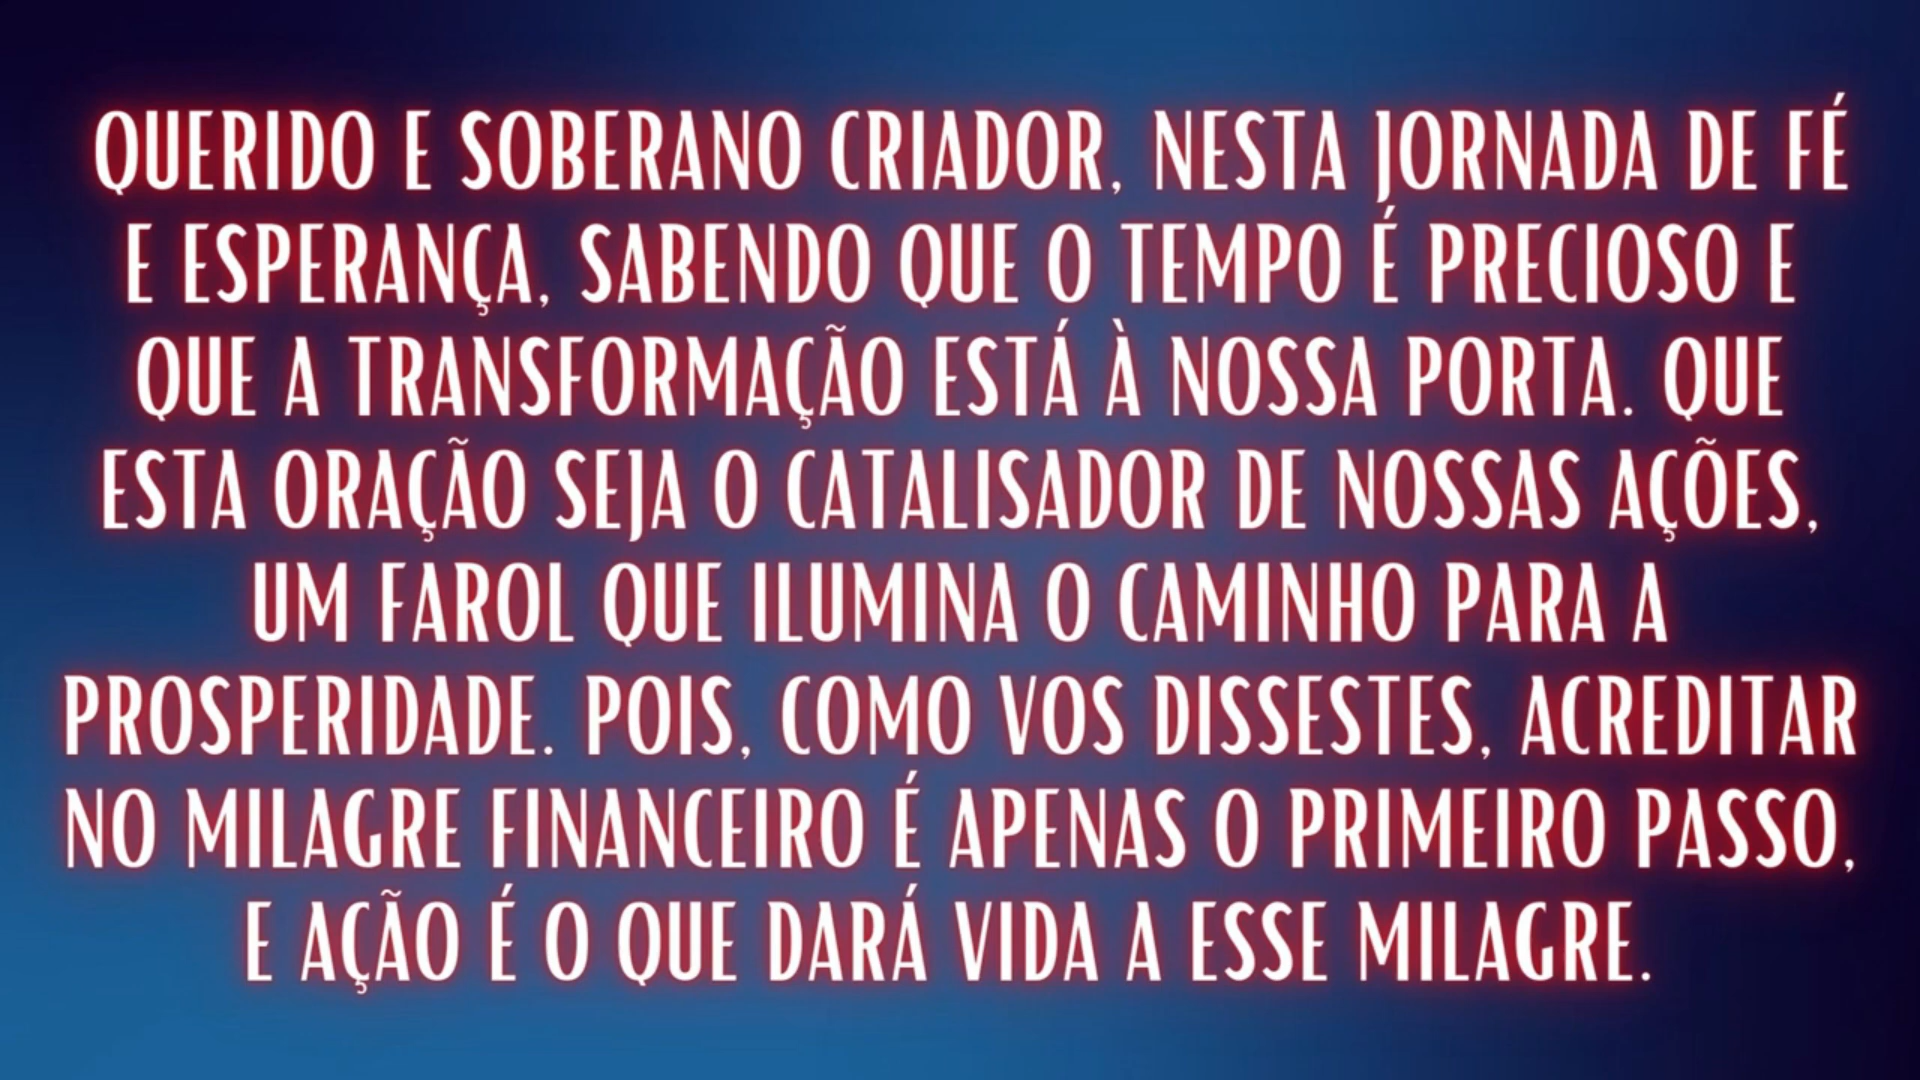 QUERIDO E SOBERANO CRIADOR, NESTA JORNADA DE FÉ
E ESPERANÇA, SABENDO QUE O TEMPO É PRECIOSO E
QUE A TRANSFORMAÇÃO ESTÁ À NOSSA PORTA. QUE
ESTA ORAÇÃO SEJA O CATALISADOR DE NOSSAS AÇÕES,
UM FAROL QUE ILUMINA O CAMINHO PARA A
PROSPERIDADE. POIS, COMO VOS DISSESTES, ACREDITAR
NO MILAGRE FINANCEIRO É APENAS O PRIMEIRO PASSO,
E AÇÃO É O QUE DARÁ VIDA A ESSE MILAGRE.